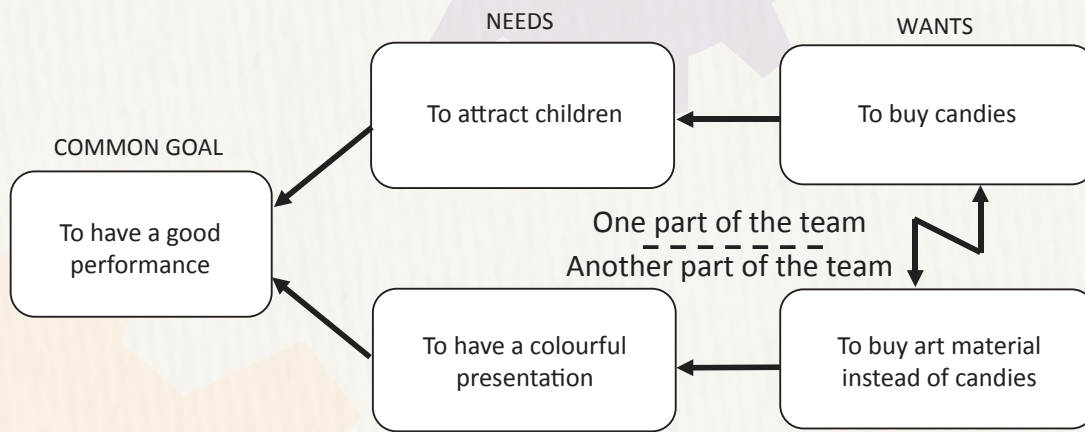 NEEDS
WANTS
To attract children
To buy candies
COMMON GOAL
To have a good
performance
One part of the team
Another part of the team
To have a colourful
presentation
To buy art material
instead of candies